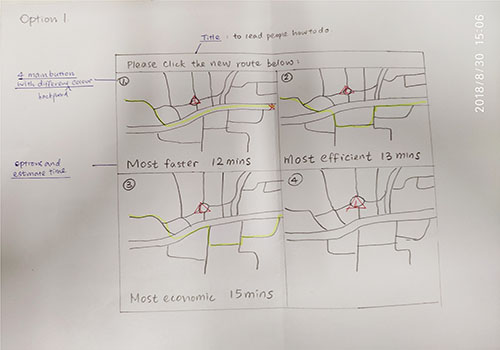 Option 1
Title : to lead people how to do
4 main button
with different colour
Please click the new route below:
1
2
Most faster 12 mins
Most efficient 13 mins
options and
estimate time
3
4
Most economic 15 mins
2018/8/30 15:06